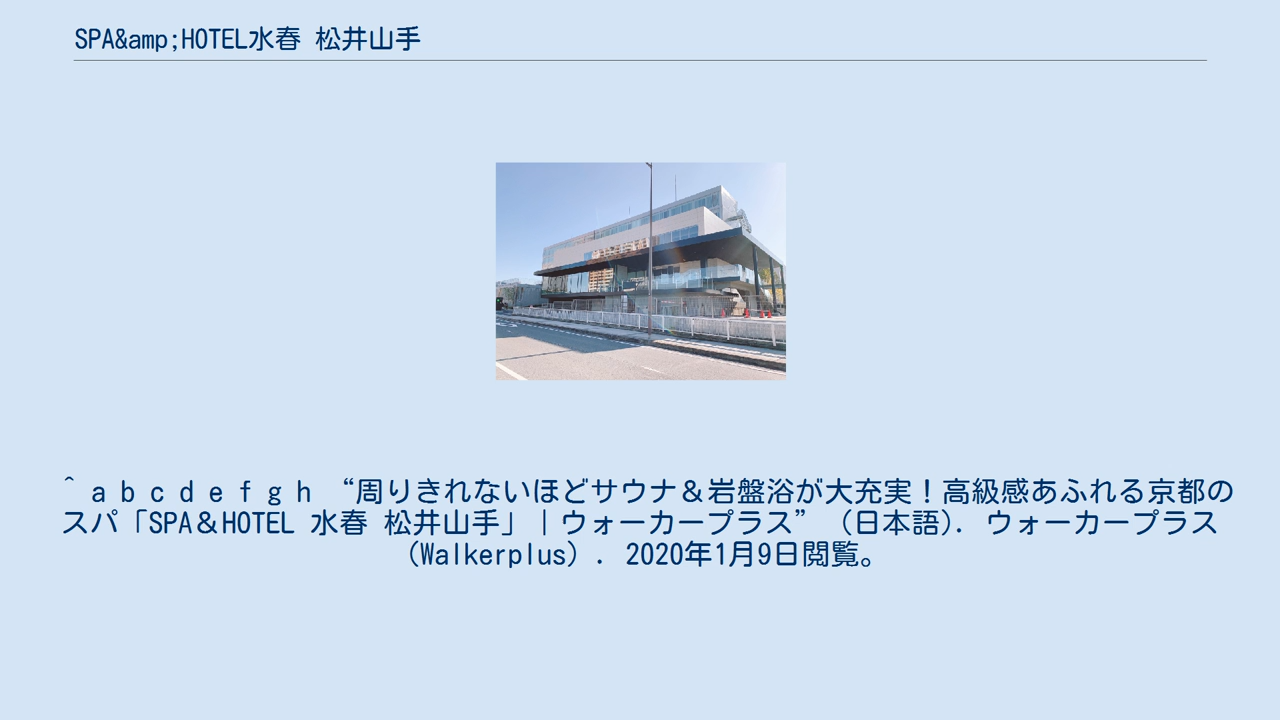 SPA&amp;HOTEL水春 松井山手
^ a b c d e f g h “周りきれないほどサウナ＆岩盤浴が大充実！高級感あふれる京都の
スパ「SPA＆HOTEL 水春 松井山手」｜ウォーカープラス” （日本語）. ウォーカープラス
（Walkerplus）. 2020年1月9日閲覧。